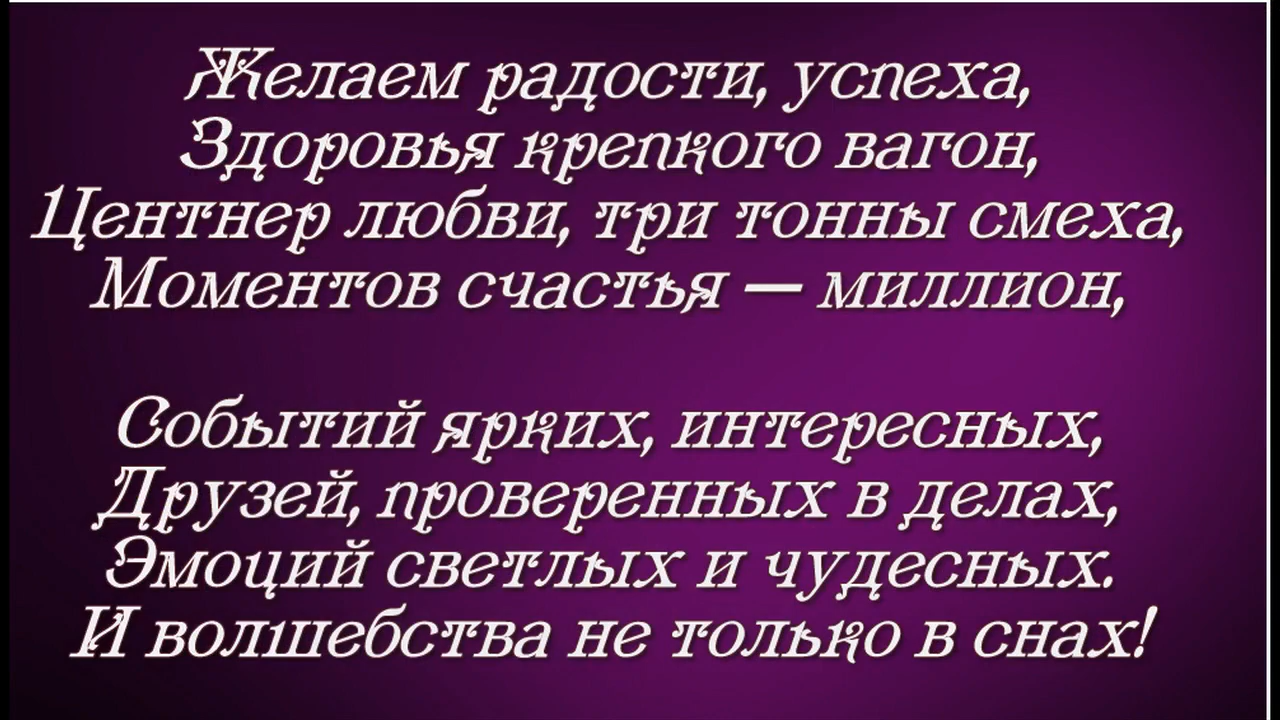 Желаем радости, успеха,
Здоровья крепкого вагон,
Центнер любви, три тонны смеха,
Моментов счастья — миллион,
Событий ярких, интересных,
Друзей, проверенных в делах,
Эмоций светлых и чудесных.
И волшебства не только в снах!